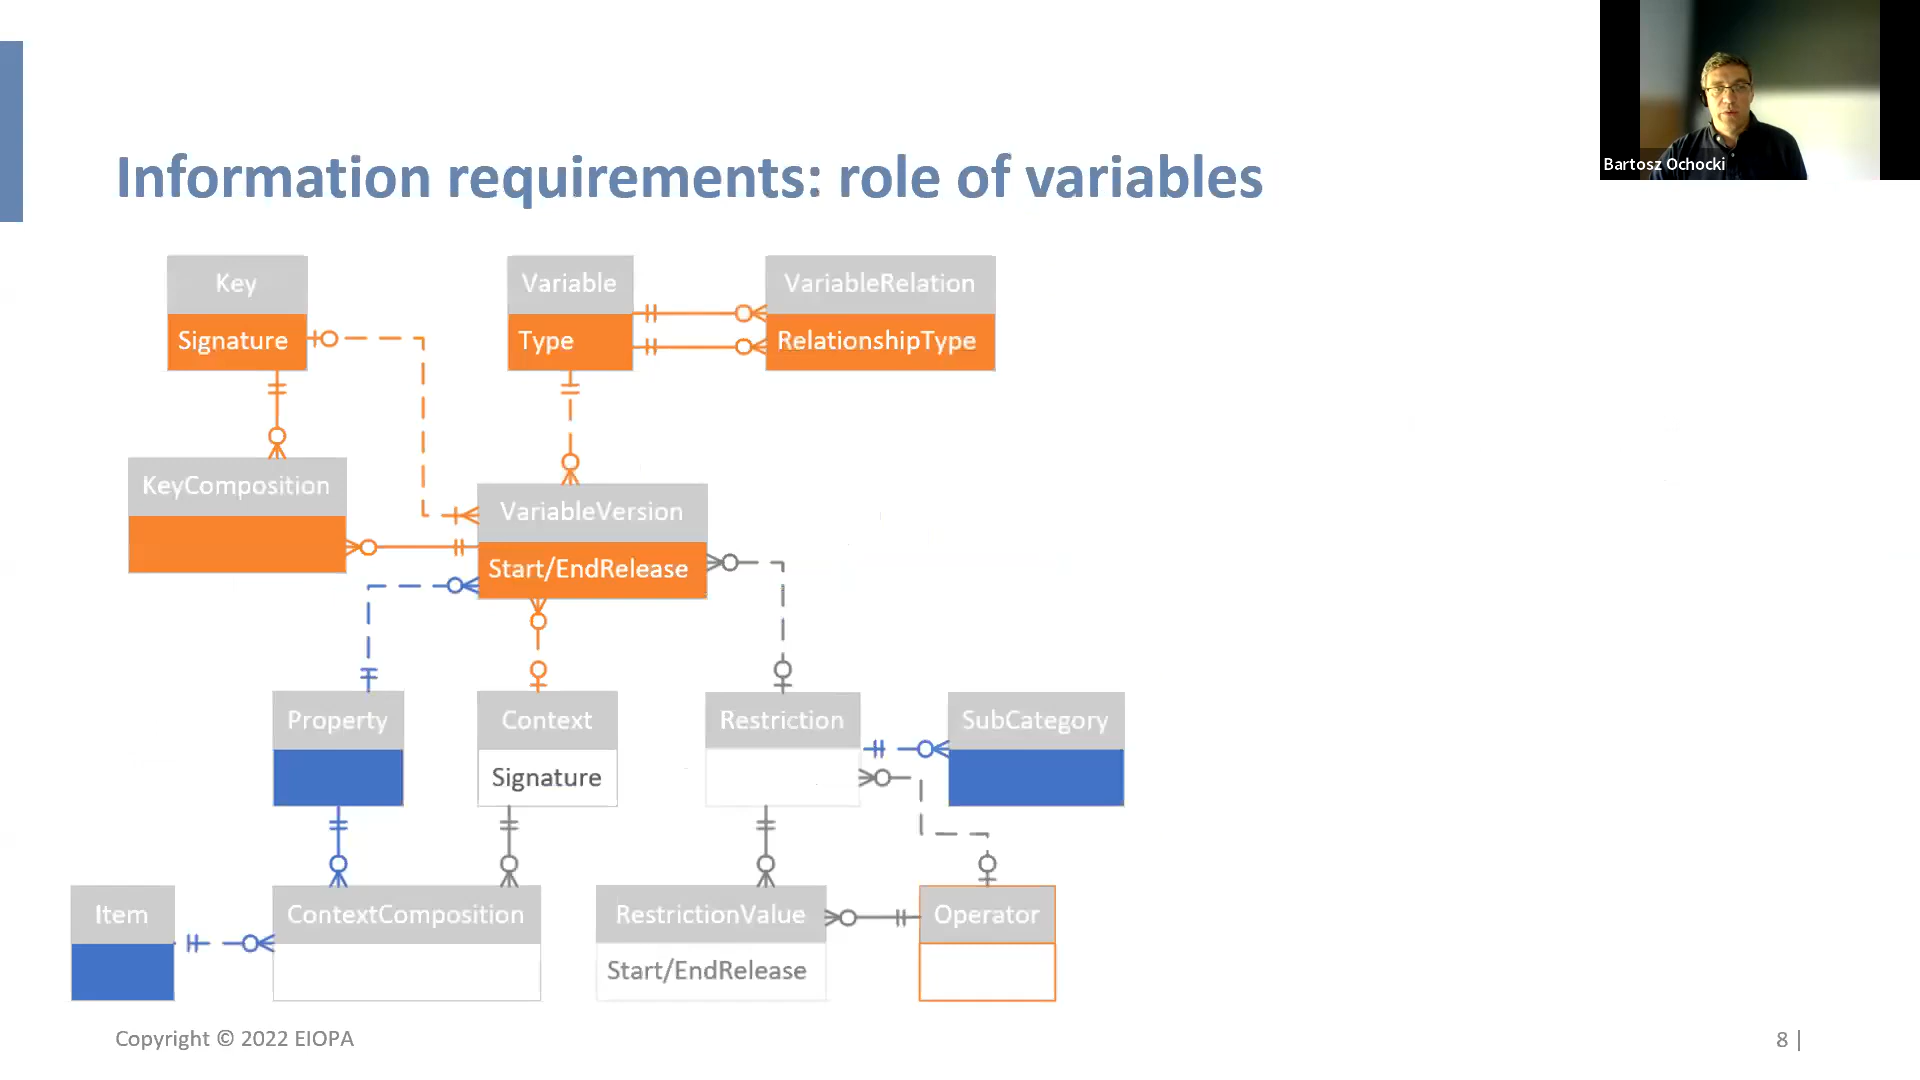 Bartosz Ochocki
Information requirements: role of variables
Key
Signature
Variable
Type
VariableRelation
RelationshipType
KeyComposition
VariableVersion
Start/EndRelease
Property
Context
Signature
Restriction
SubCategory
Item
ContextComposition
RestrictionValue
Start/EndRelease
Operator
Copyright © 2022 EIOPA
8 |